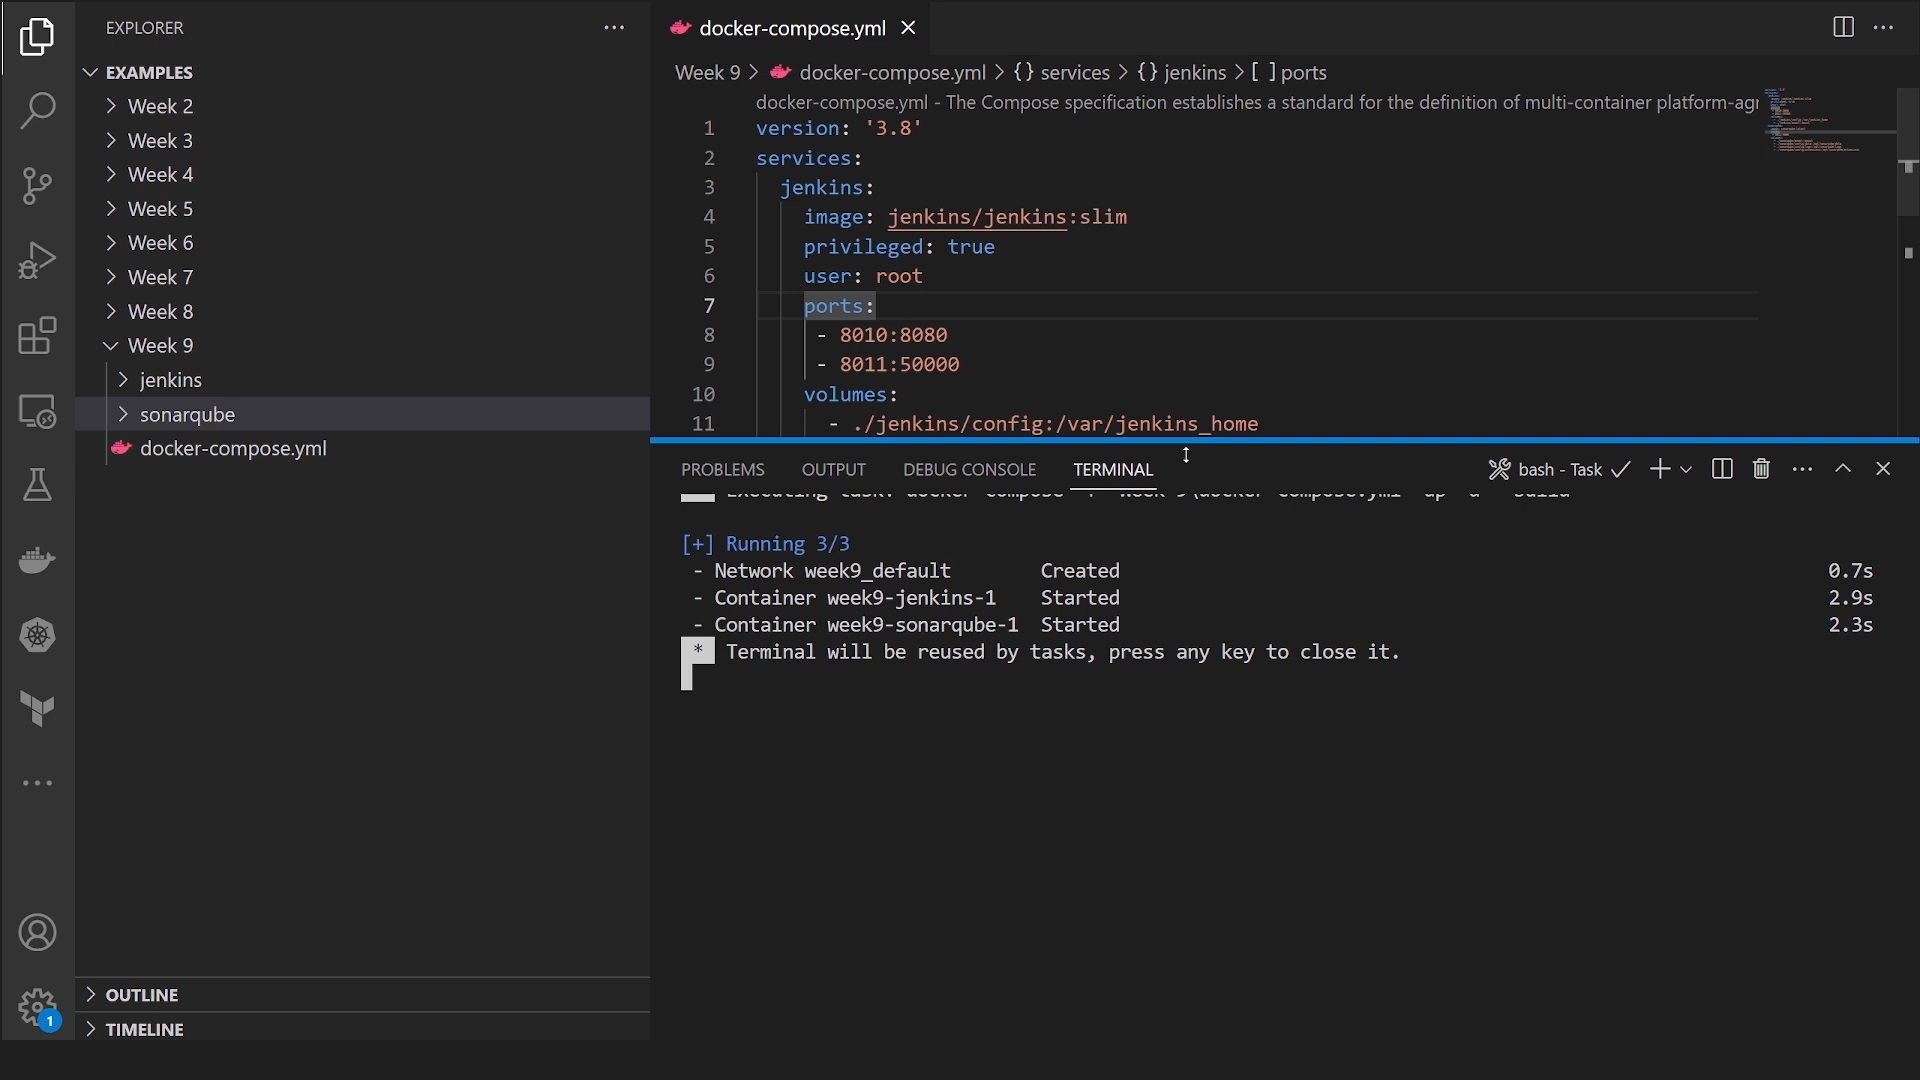 EXPLORER
EXAMPLES
Week 2
Week 3
Week 4
Week 5
Week 6
Week 7
Week 8
Week 9
jenkins
sonarqube
docker-compose.yml
OUTLINE
TIMELINE
1
docker-compose.yml
Week 9 > docker-compose.yml > {} services > {} jenkins > [ ] ports
docker-compose.yml - The Compose specification establishes a standard for the definition of multi-container platform-agr
1 version: '3.8'
2 services:
3 jenkins:
4 image: jenkins/jenkins:slim
5 privileged: true
6 user: root
7 ports:
8 - 8010:8080
9 - 8011:50000
10 volumes:
11 - ./jenkins/config:/var/jenkins_home
PROBLEMS OUTPUT DEBUG CONSOLE TERMINAL bash - Task
[+] Running 3/3
- Network week9_default Created 0.7s
- Container week9-jenkins-1 Started 2.9s
- Container week9-sonarqube-1 Started 2.3s
* Terminal will be reused by tasks, press any key to close it.